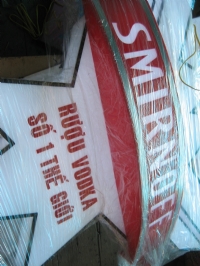 SMIRNOFF
RƯỢU VODKA
SỐ 1 THẾ GIỚI